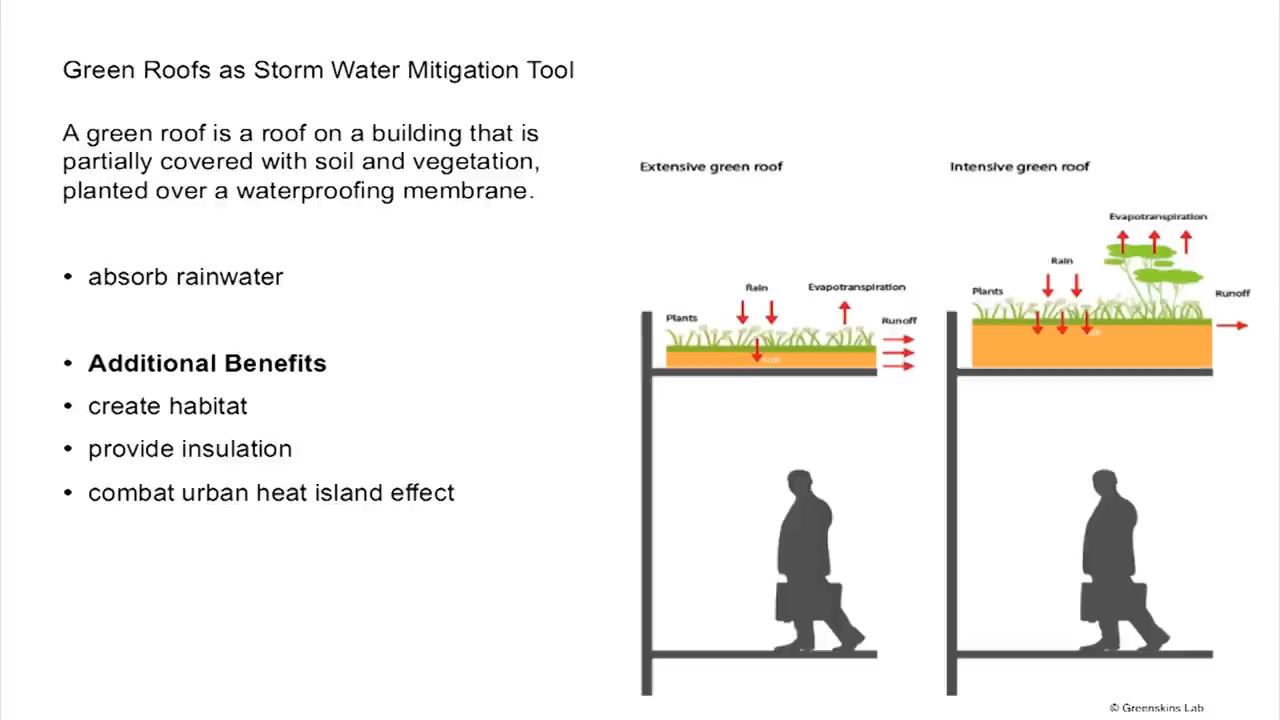 Green Roofs as Storm Water Mitigation Tool
A green roof is a roof on a building that is
partially covered with soil and vegetation,
planted over a waterproofing membrane.
• absorb rainwater
• Additional Benefits
• create habitat
• provide insulation
• combat urban heat island effect
Extensive green roof
Rain
Evapotranspiration
Plants
Runoff
Intensive green roof
Evapotranspiration
Rain
Plants
Runoff
© Greenskins Lab